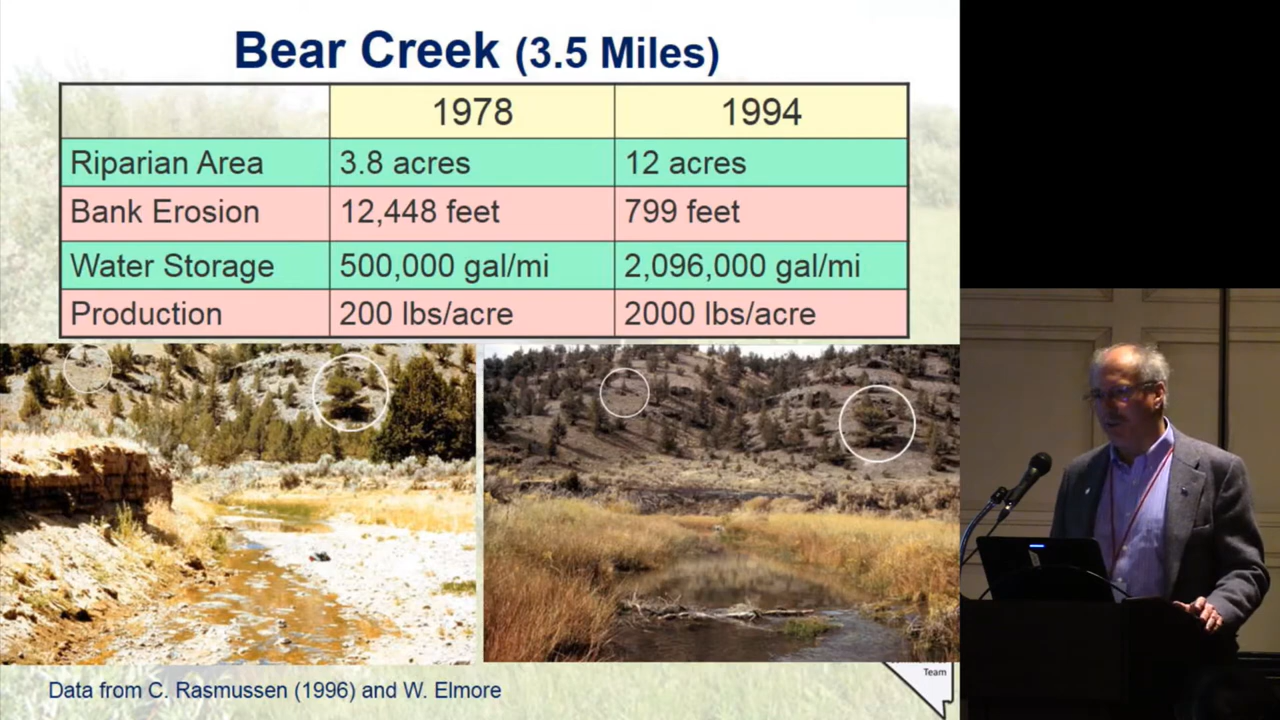 Bear Creek (3.5 Miles)
1978 1994
Riparian Area 3.8 acres 12 acres
Bank Erosion 12,448 feet 799 feet
Water Storage 500,000 gal/mi 2,096,000 gal/mi
Production 200 lbs/acre 2000 lbs/acre
Team
Data from C. Rasmussen (1996) and W. Elmore